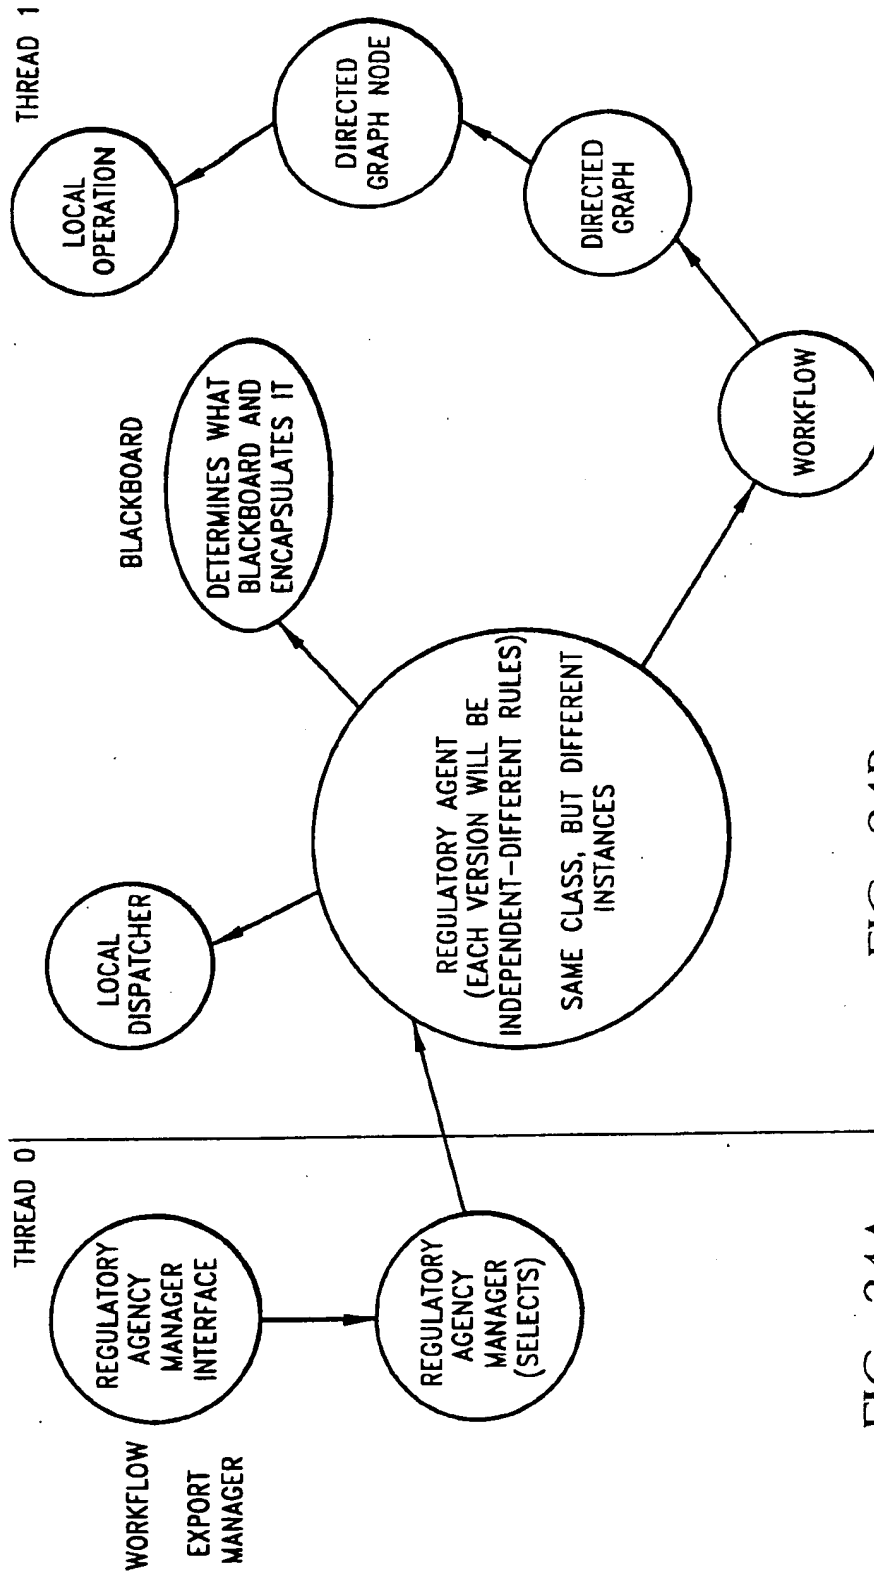 THREAD 0
THREAD 1
WORKFLOW
EXPORT
MANAGER
REGULATORY
AGENCY
MANAGER
INTERFACE
REGULATORY
AGENCY
MANAGER
(SELECTS)
LOCAL
DISPATCHER
BLACKBOARD
DETERMINES WHAT
BLACKBOARD AND
ENCAPSULATES IT
LOCAL
OPERATION
REGULATORY AGENT
(EACH VERSION WILL BE
INDEPENDENT-DIFFERENT RULES)
SAME CLASS, BUT DIFFERENT
INSTANCES
DIRECTED
GRAPH NODE
DIRECTED
GRAPH
WORKFLOW
FIG. 24A